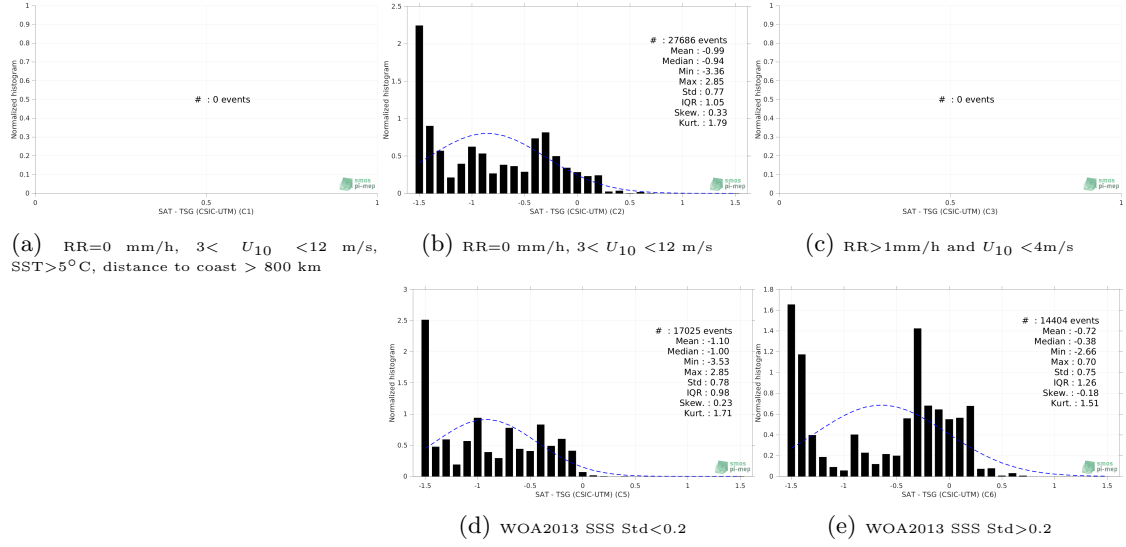 1
0.9
0.8
0.7
0.6
0.5
0.4
0.3
0.2
0.1
0
Normalized histogram
# : 0 events
smos
pi-mep
0 0.5 1
SAT - TSG (CSIC-UTM) (C1)
(a) RR=0 mm/h, 3< U10 <12 m/s,
SST>5°C, distance to coast > 800 km
2.5
2
1.5
1
0.5
0
Normalized histogram
# : 27686 events
Mean : -0.99
Median : -0.94
Min : -3.36
Max : 2.85
Std : 0.77
IQR : 1.05
Skew. : 0.33
Kurt. : 1.79
smos
pi-mep
-1.5 -1 -0.5 0 0.5 1 1.5
SAT - TSG (CSIC-UTM) (C2)
(b) RR=0 mm/h, 3< U10 <12 m/s
1
0.9
0.8
0.7
0.6
0.5
0.4
0.3
0.2
0.1
0
Normalized histogram
# : 0 events
smos
pi-mep
0 0.5 1
SAT - TSG (CSIC-UTM) (C3)
(c) RR>1mm/h and U10 <4m/s
3
2.5
2
1.5
1
0.5
0
Normalized histogram
# : 17025 events
Mean : -1.10
Median : -1.00
Min : -3.53
Max : 2.85
Std : 0.78
IQR : 0.98
Skew. : 0.23
Kurt. : 1.71
smos
pi-mep
-1.5 -1 -0.5 0 0.5 1 1.5
SAT - TSG (CSIC-UTM) (C5)
(d) WOA2013 SSS Std<0.2
1.8
1.6
1.4
1.2
1
0.8
0.6
0.4
0.2
0
Normalized histogram
# : 14404 events
Mean : -0.72
Median : -0.38
Min : -2.66
Max : 0.70
Std : 0.75
IQR : 1.26
Skew. : -0.18
Kurt. : 1.51
smos
pi-mep
-1.5 -1 -0.5 0 0.5 1 1.5
SAT - TSG (CSIC-UTM) (C6)
(e) WOA2013 SSS Std>0.2